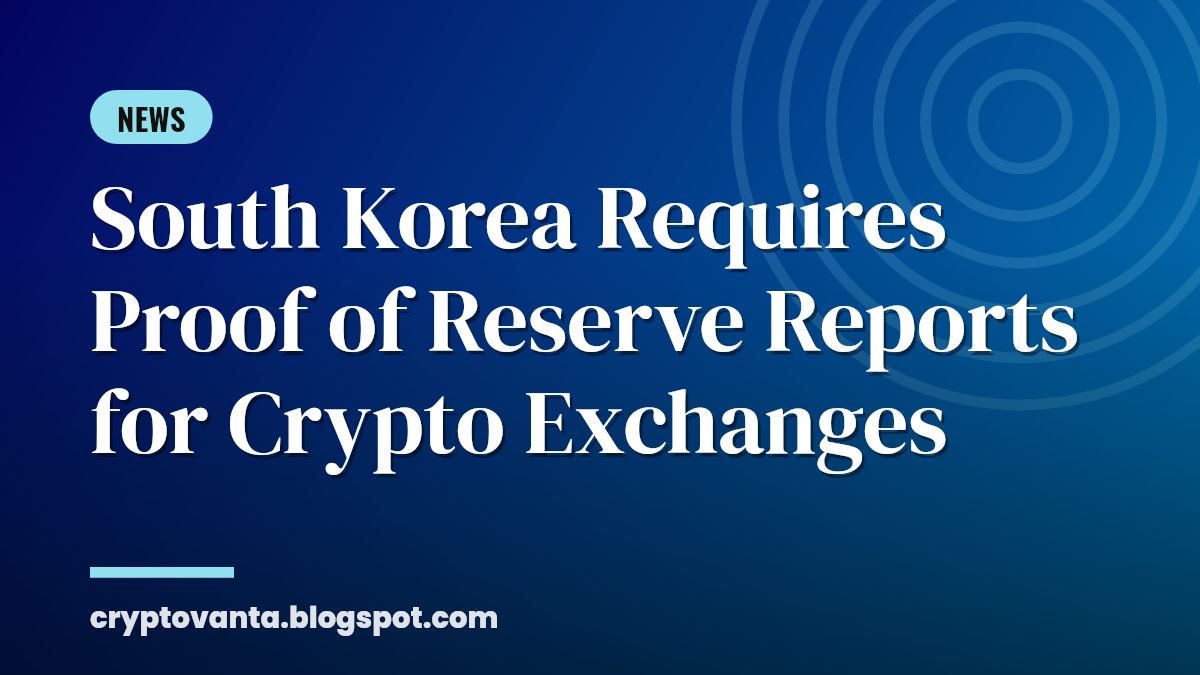 NEWS
South Korea Requires
Proof of Reserve Reports
for Crypto Exchanges
cryptovanta.blogspot.com